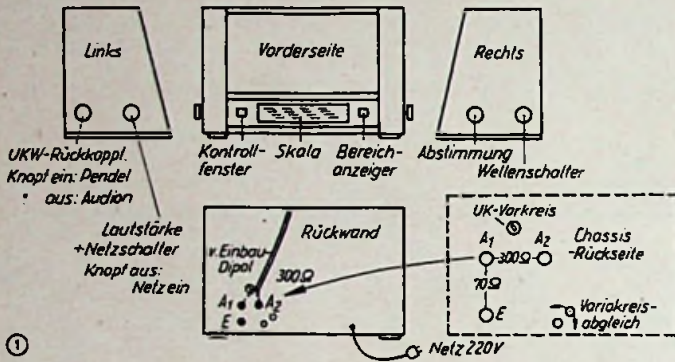 Links
Vorderseite
Rechts
UKW-Rückkoppl.
Knopf ein: Pendel
" aus: Audion
Lautstärke
+Netzschalter
Knopf aus:
Netz ein
Kontroll-
fenster
Skala
Bereich-
anzeiger
Abstimmung
Wellenschalter
Rückwand
v. Einbau-
Dipol
300Ω
A1
A2
E
Netz 220V
UK-Vorkreis
A1
A2
Chassis
-Rückseite
300Ω
70Ω
E
Variokreis-
abgleich
1